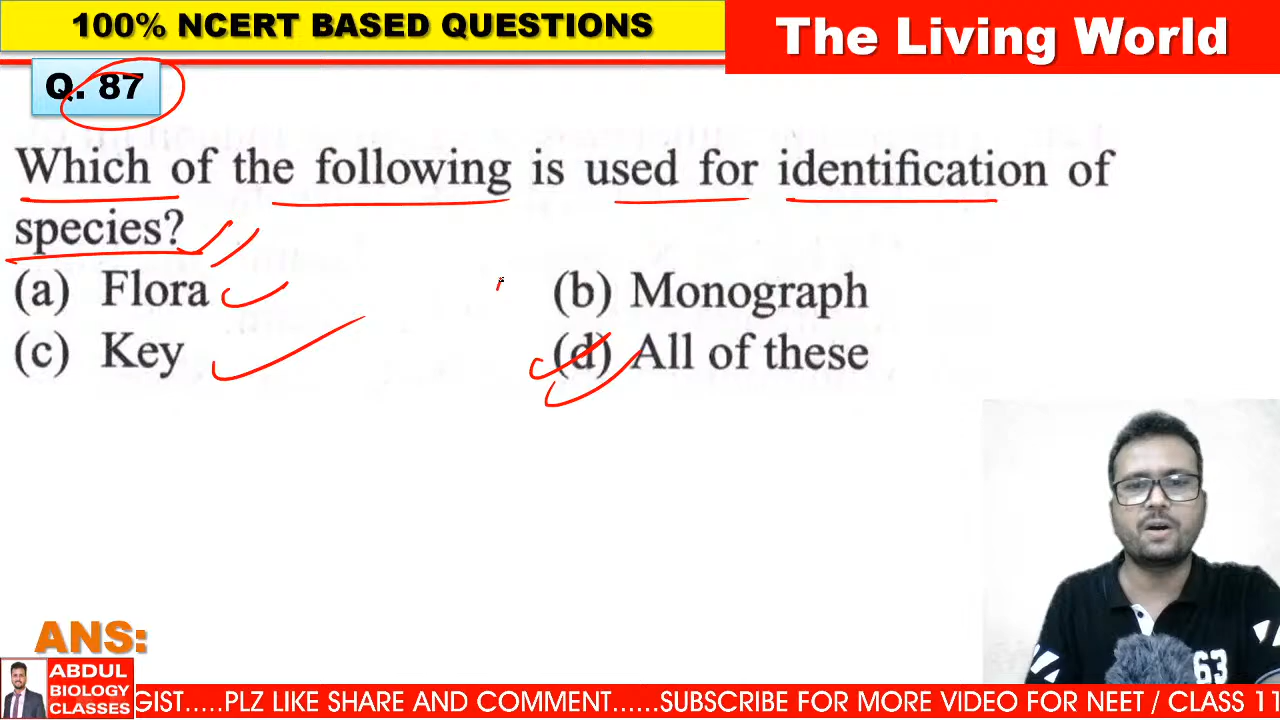 100% NCERT BASED QUESTIONS
The Living World
Q. 87
Which of the following is used for identification of
species?
(a) Flora
(b) Monograph
(c) Key
(d) All of these
63
ANS:
ABDUL
BIOLOGY
CLASSES
GIST.....PLZ LIKE SHARE AND COMMENT......SUBSCRIBE FOR MORE VIDEO FOR NEET / CLASS 11